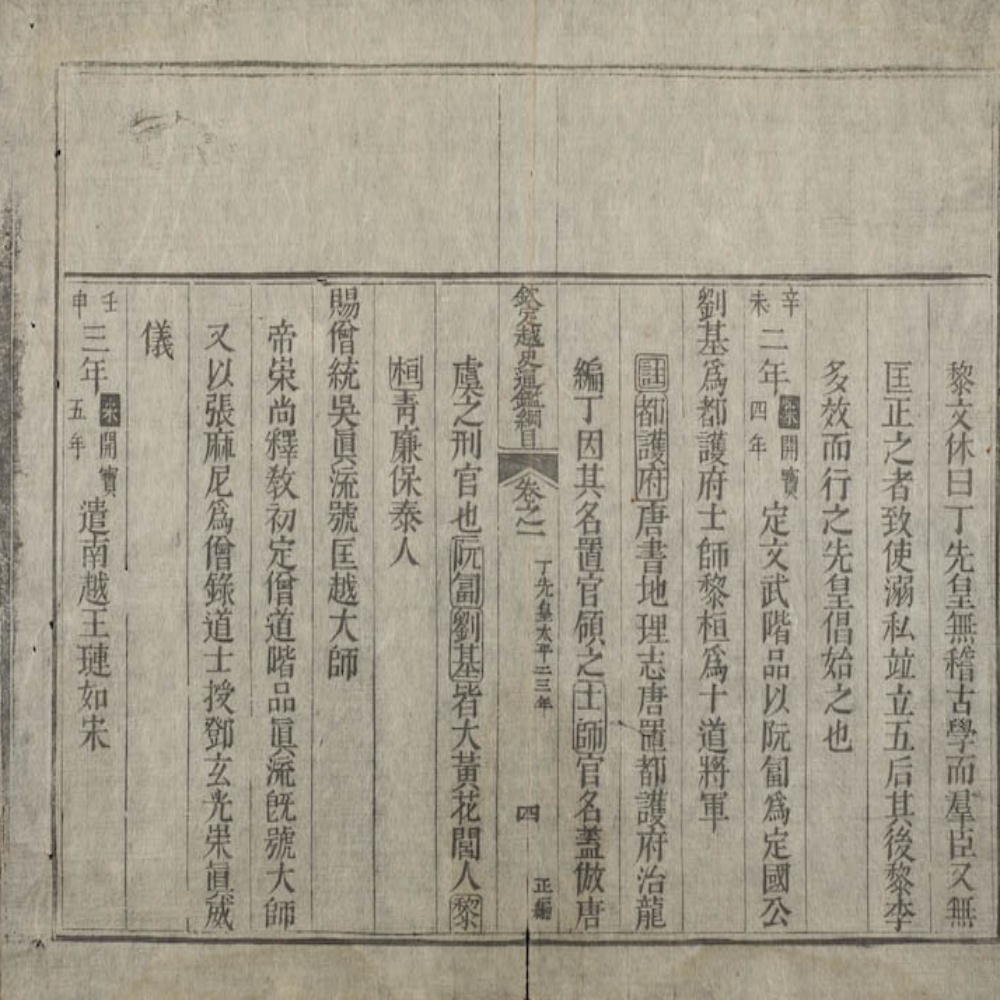 黎文休曰丁先皇無稽古學而羣臣又無
匡正之者致使溺私竝立五后其後黎李
多效而行之先皇倡始之也
辛未二年宋開寶四年定文武階品以阮匐爲定國公
劉基爲都護府士師黎桓爲十道將軍
註都護府唐書地理志唐置都護府治龍
編丁因其名置官領之士師官名蓋倣唐
欽定越史通鑑綱目 卷之一 丁先皇太平二三年 四 正編
虞之刑官也阮匐劉基皆大黃花閭人黎
桓靑廉保泰人
賜僧統吳眞流號匡越大師
帝崇尚釋敎初定僧道階品眞流旣號大師
又以張麻尼爲僧錄道士授鄧玄光崇眞威
儀
壬申三年宋開寶五年遣南越王璉如宋